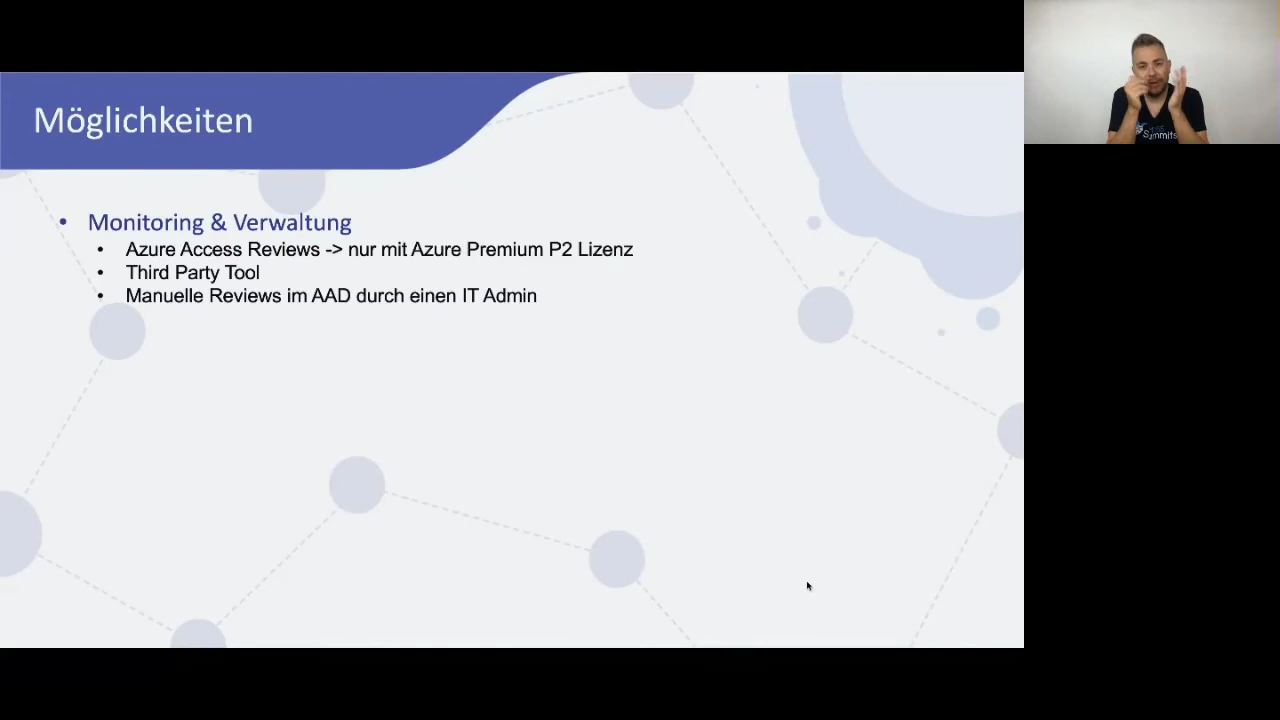 Möglichkeiten
• Monitoring & Verwaltung
• Azure Access Reviews -> nur mit Azure Premium P2 Lizenz
• Third Party Tool
• Manuelle Reviews im AAD durch einen IT Admin